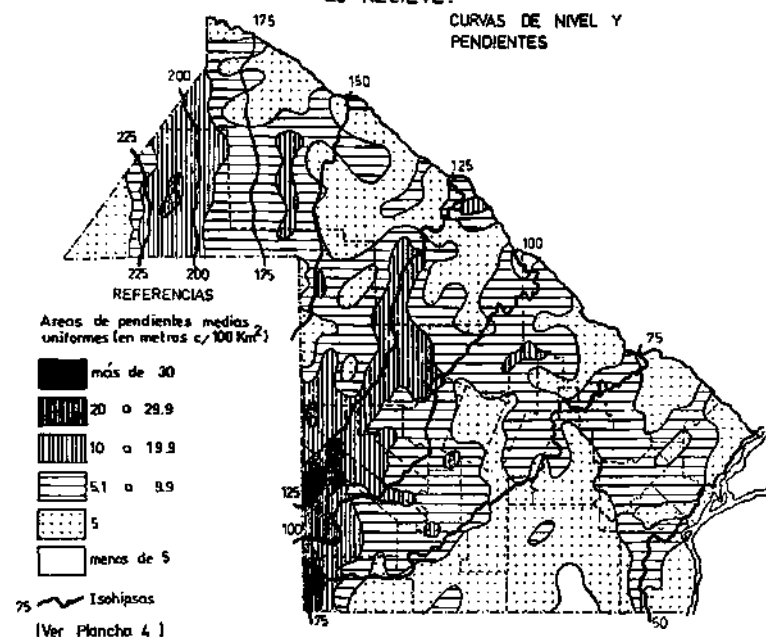 RELIEVE:
CURVAS DE NIVEL Y
PENDIENTES
175
200
150
225
125
100
225
200
175
75
REFERENCIAS
Areas de pendientes medias
uniformes (en metros c/100 Km²)
más de 30
20 a 29.9
10 a 19.9
5,1 a 9.9
5
menos de 5
125
100
75
50
75 Isohipsas
(Ver Plancha 4)